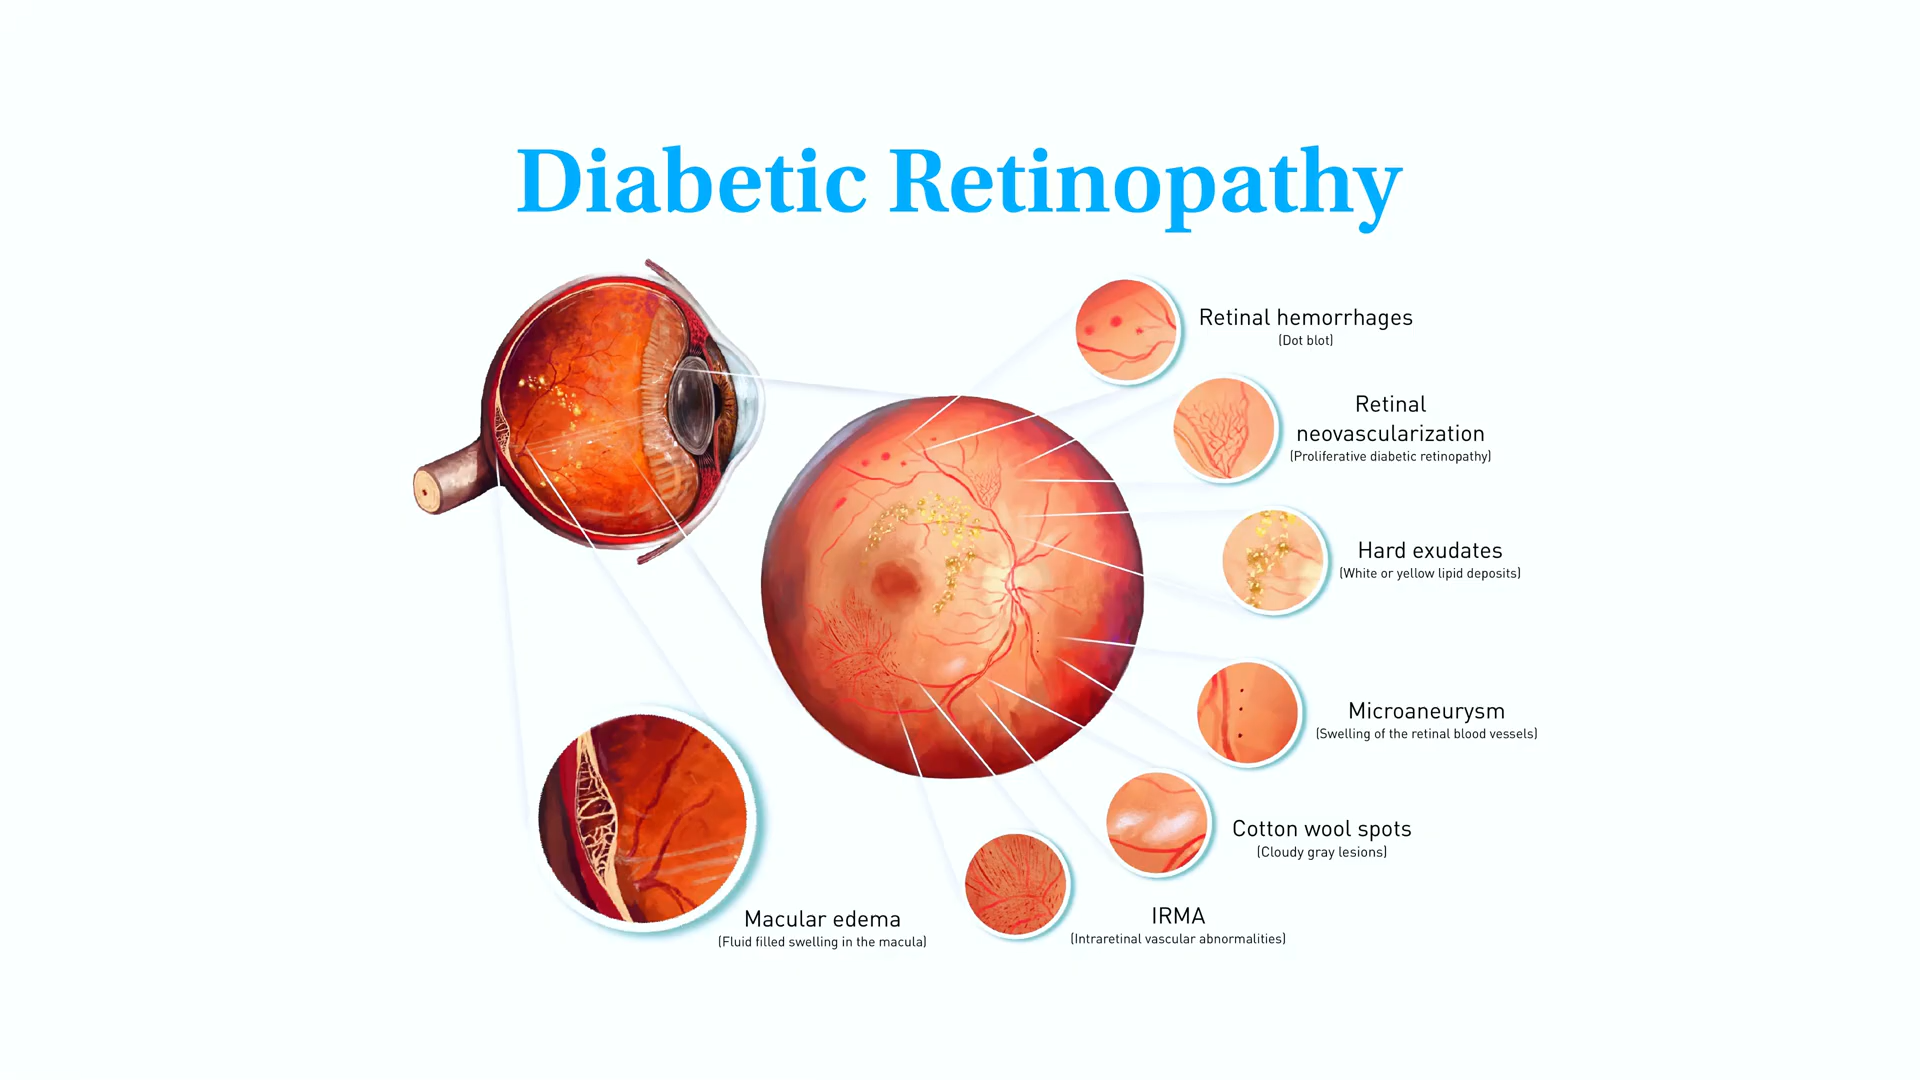 Diabetic Retinopathy
Retinal hemorrhages
(Dot blot)
Retinal
neovascularization
(Proliferative diabetic retinopathy)
Hard exudates
(White or yellow lipid deposits)
Microaneurysm
(Swelling of the retinal blood vessels)
Cotton wool spots
(Cloudy gray lesions)
IRMA
(Intraretinal vascular abnormalities)
Macular edema
(Fluid filled swelling in the macula)